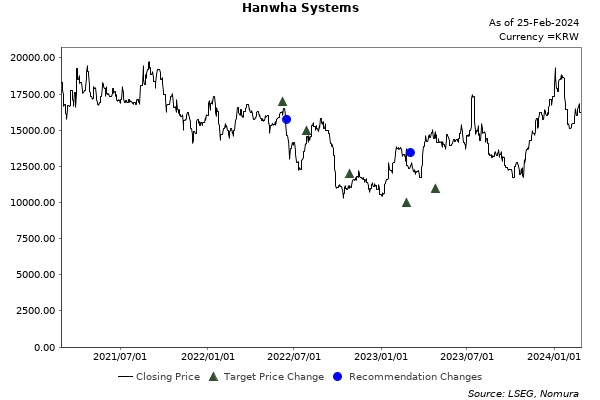 Hanwha Systems
As of 25-Feb-2024
Currency =KRW
20000.00
17500.00
15000.00
12500.00
10000.00
7500.00
5000.00
2500.00
0.00
2021/07/01 2022/01/01 2022/07/01 2023/01/01 2023/07/01 2024/01/01
Closing Price Target Price Change Recommendation Changes
Source: LSEG, Nomura